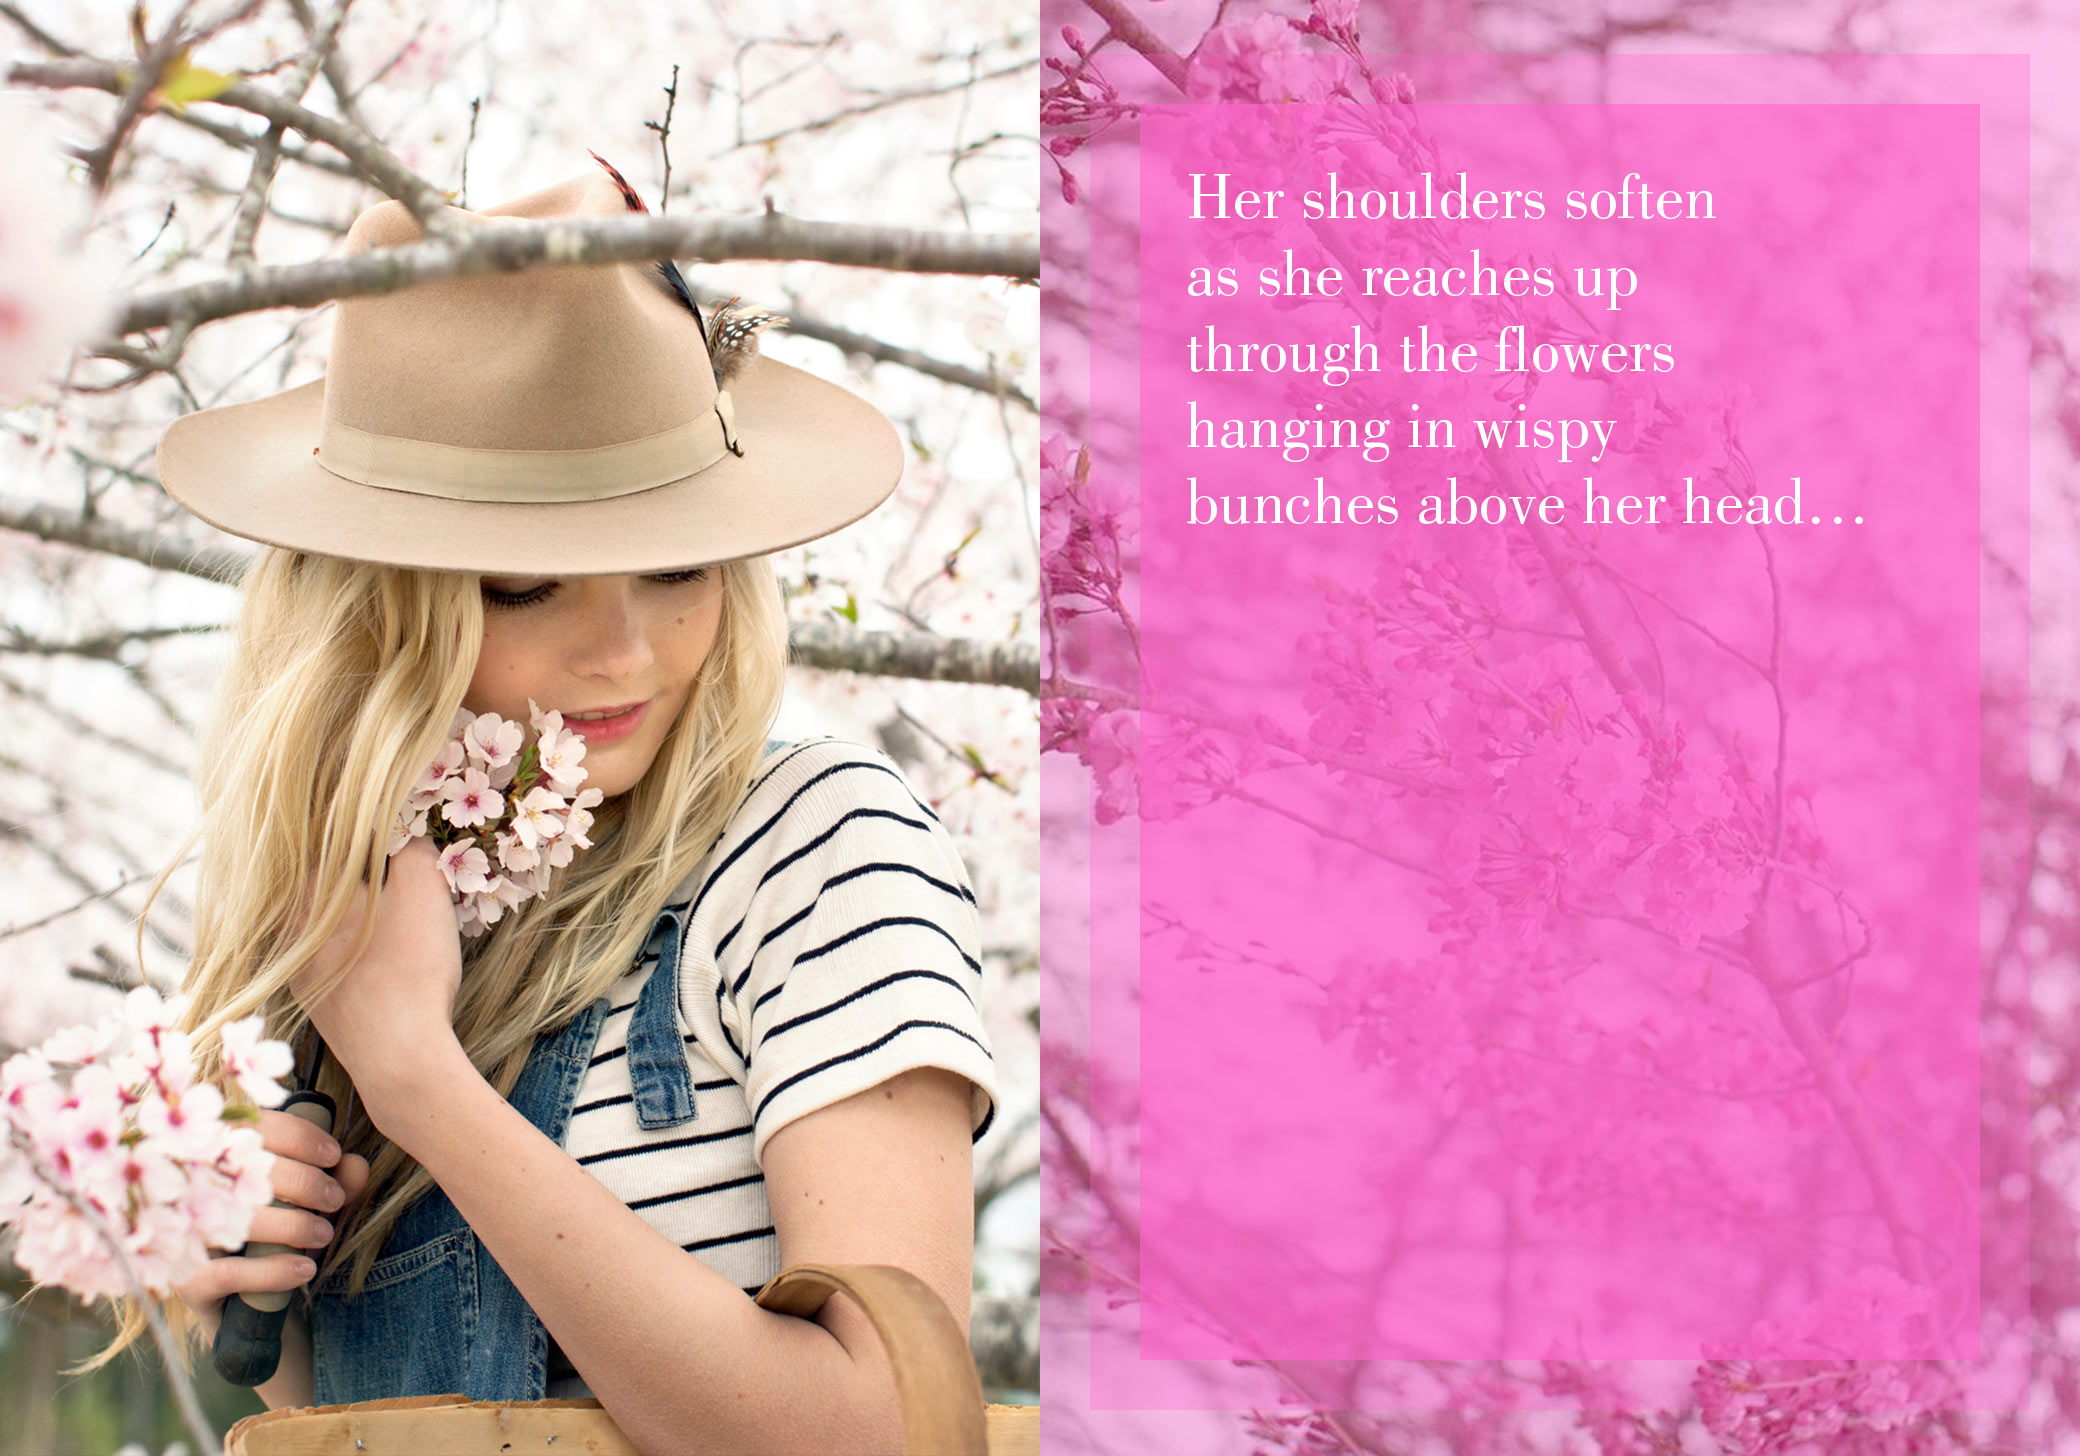 Her shoulders soften
as she reaches up
through the flowers
hanging in wispy
bunches above her head…